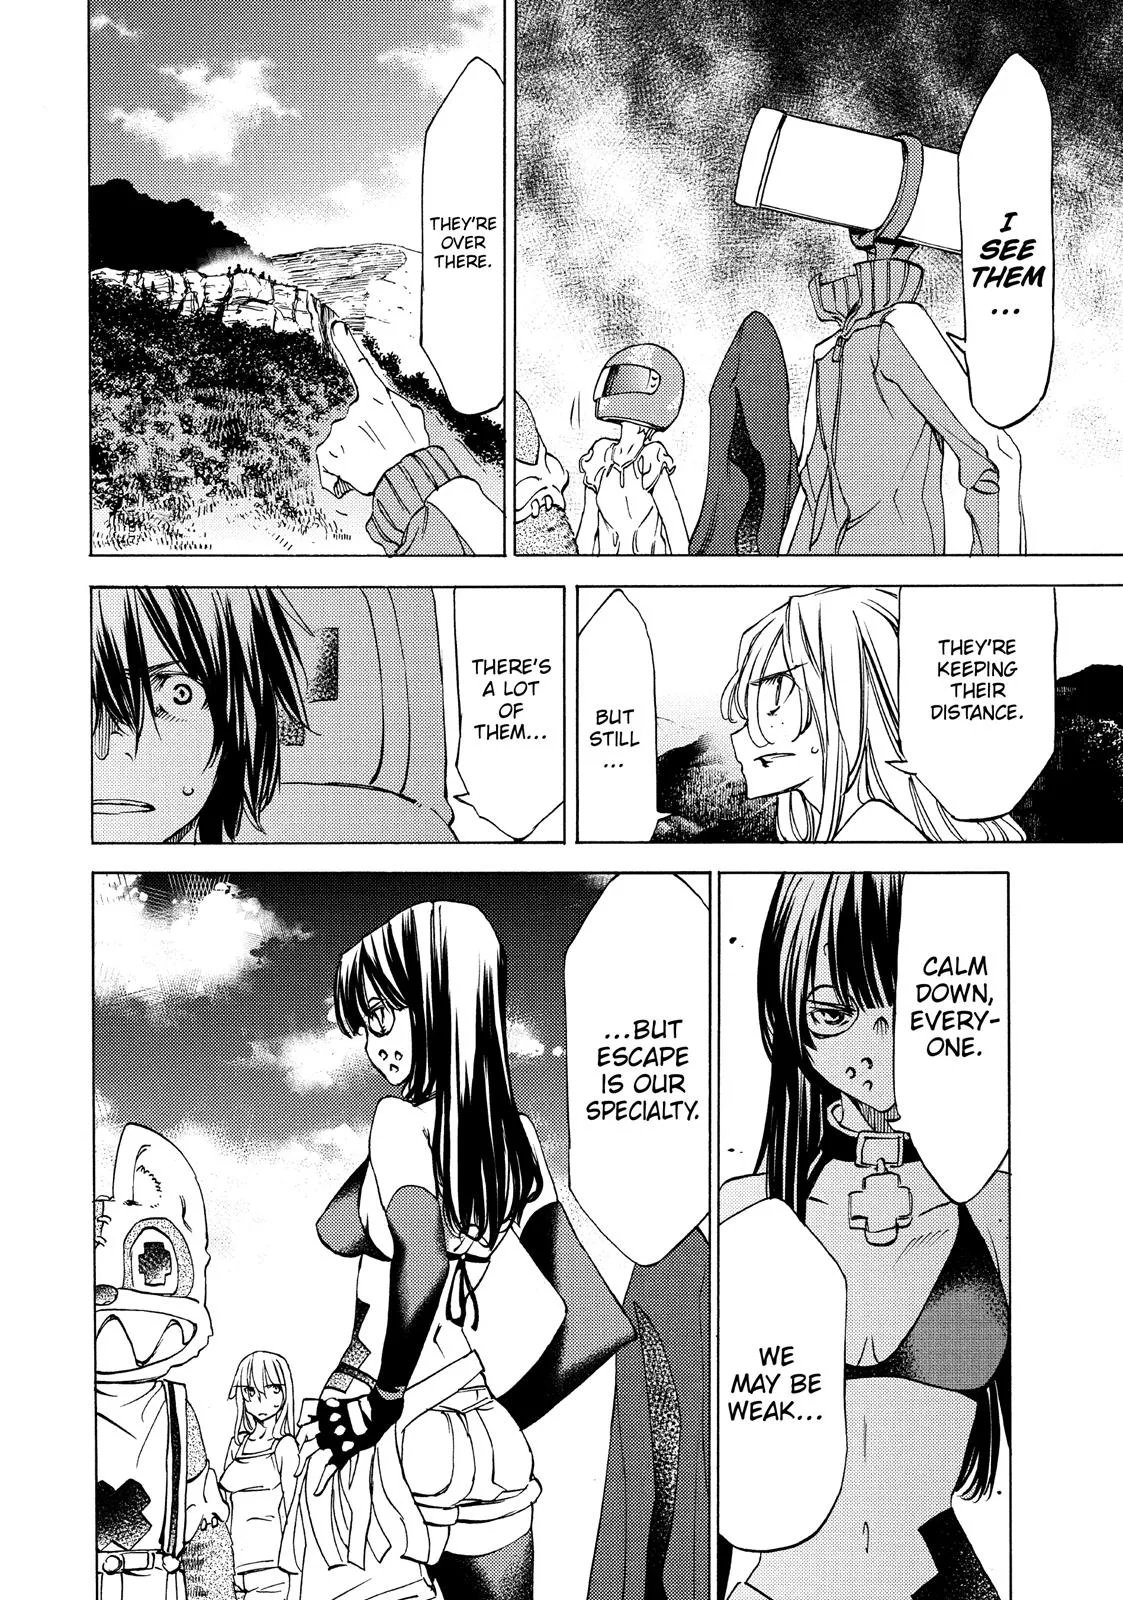 I
SEE
THEM
...
THEY'RE
OVER
THERE.
THEY'RE
KEEPING
THEIR
DISTANCE.
BUT
STILL
...
THERE'S
A LOT
OF
THEM...
CALM
DOWN,
EVERY-
ONE.
WE
MAY BE
WEAK...
...BUT
ESCAPE
IS OUR
SPECIALTY.